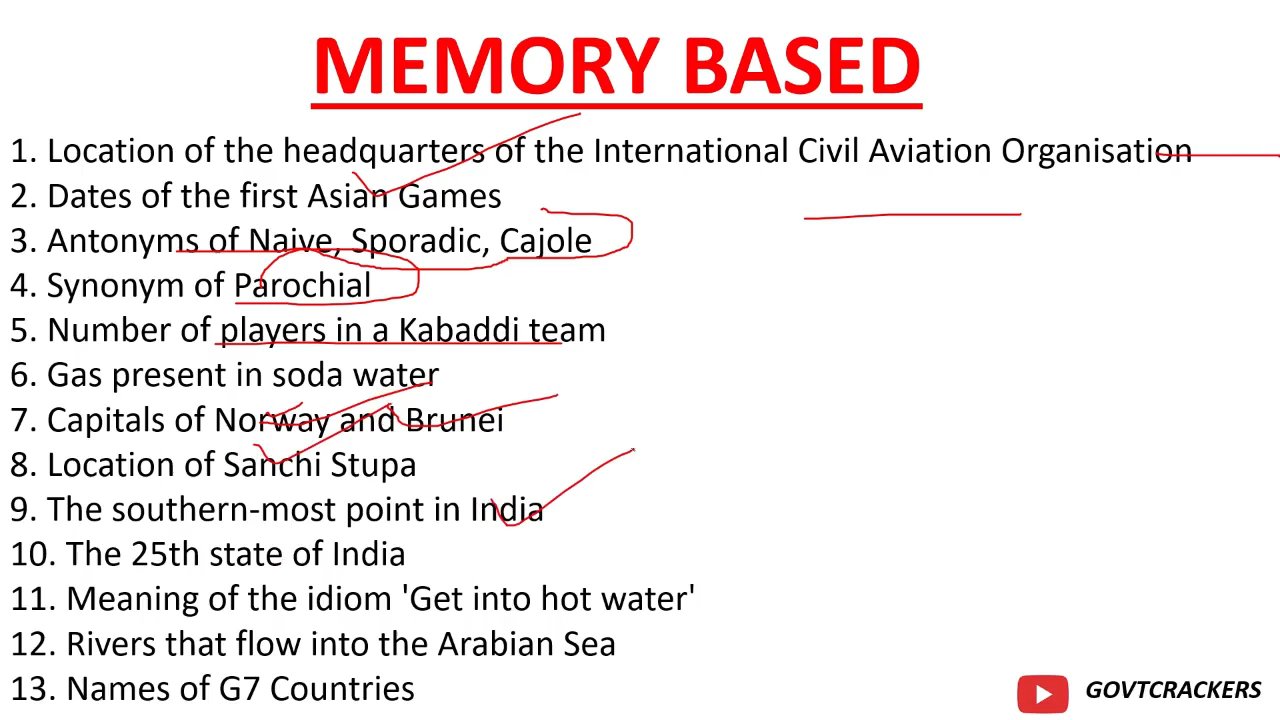 MEMORY BASED
1. Location of the headquarters of the International Civil Aviation Organisation
2. Dates of the first Asian Games
3. Antonyms of Naive, Sporadic, Cajole
4. Synonym of Parochial
5. Number of players in a Kabaddi team
6. Gas present in soda water
7. Capitals of Norway and Brunei
8. Location of Sanchi Stupa
9. The southern-most point in India
10. The 25th state of India
11. Meaning of the idiom 'Get into hot water'
12. Rivers that flow into the Arabian Sea
13. Names of G7 Countries
GOVTCRACKERS